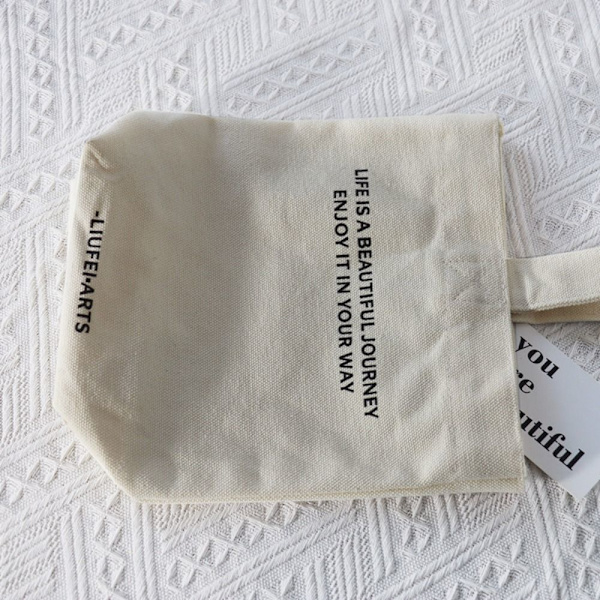 LIFE IS A BEAUTIFUL JOURNEY
ENJOY IT IN YOUR WAY
-LIUFEI•ARTS
you